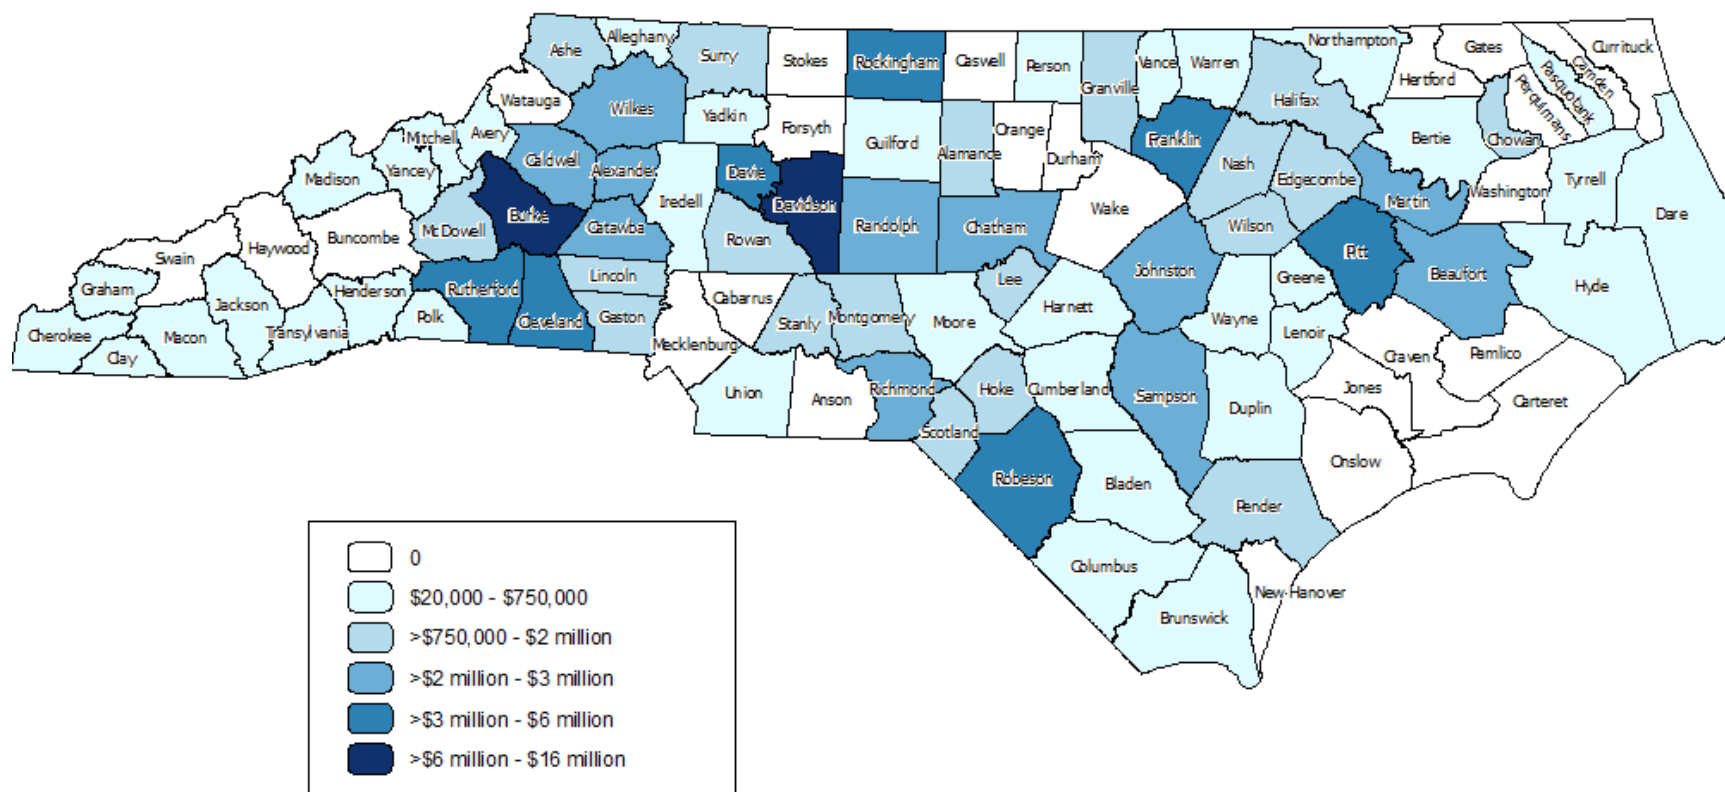 Ashe
Alleghany
Surry
Stokes
Rockingham
Caswell
Person
Granville
Vance
Warren
Northampton
Hertford
Gates
Currituck
Camden
Pasquotank
Perquimans
Chowan
Halifax
Bertie
Watauga
Wilkes
Yadkin
Forsyth
Guilford
Alamance
Orange
Durham
Franklin
Nash
Edgecombe
Martin
Washington
Tyrrell
Dare
Mitchell
Avery
Yancey
Madison
Caldwell
Alexander
Iredell
Davie
Davidson
Randolph
Chatham
Wake
Wilson
Pitt
Beaufort
Hyde
McDowell
Burke
Catawba
Rowan
Buncombe
Haywood
Swain
Graham
Cherokee
Clay
Macon
Jackson
Transylvania
Henderson
Polk
Rutherford
Cleveland
Lincoln
Gaston
Mecklenburg
Cabarrus
Stanly
Montgomery
Moore
Lee
Harnett
Johnston
Wayne
Greene
Lenoir
Craven
Pamlico
Jones
Carteret
Onslow
Duplin
Sampson
Cumberland
Hoke
Scotland
Richmond
Anson
Union
Robeson
Bladen
Pender
Columbus
Brunswick
New Hanover
0
$20,000 - $750,000
>$750,000 - $2 million
>$2 million - $3 million
>$3 million - $6 million
>$6 million - $16 million